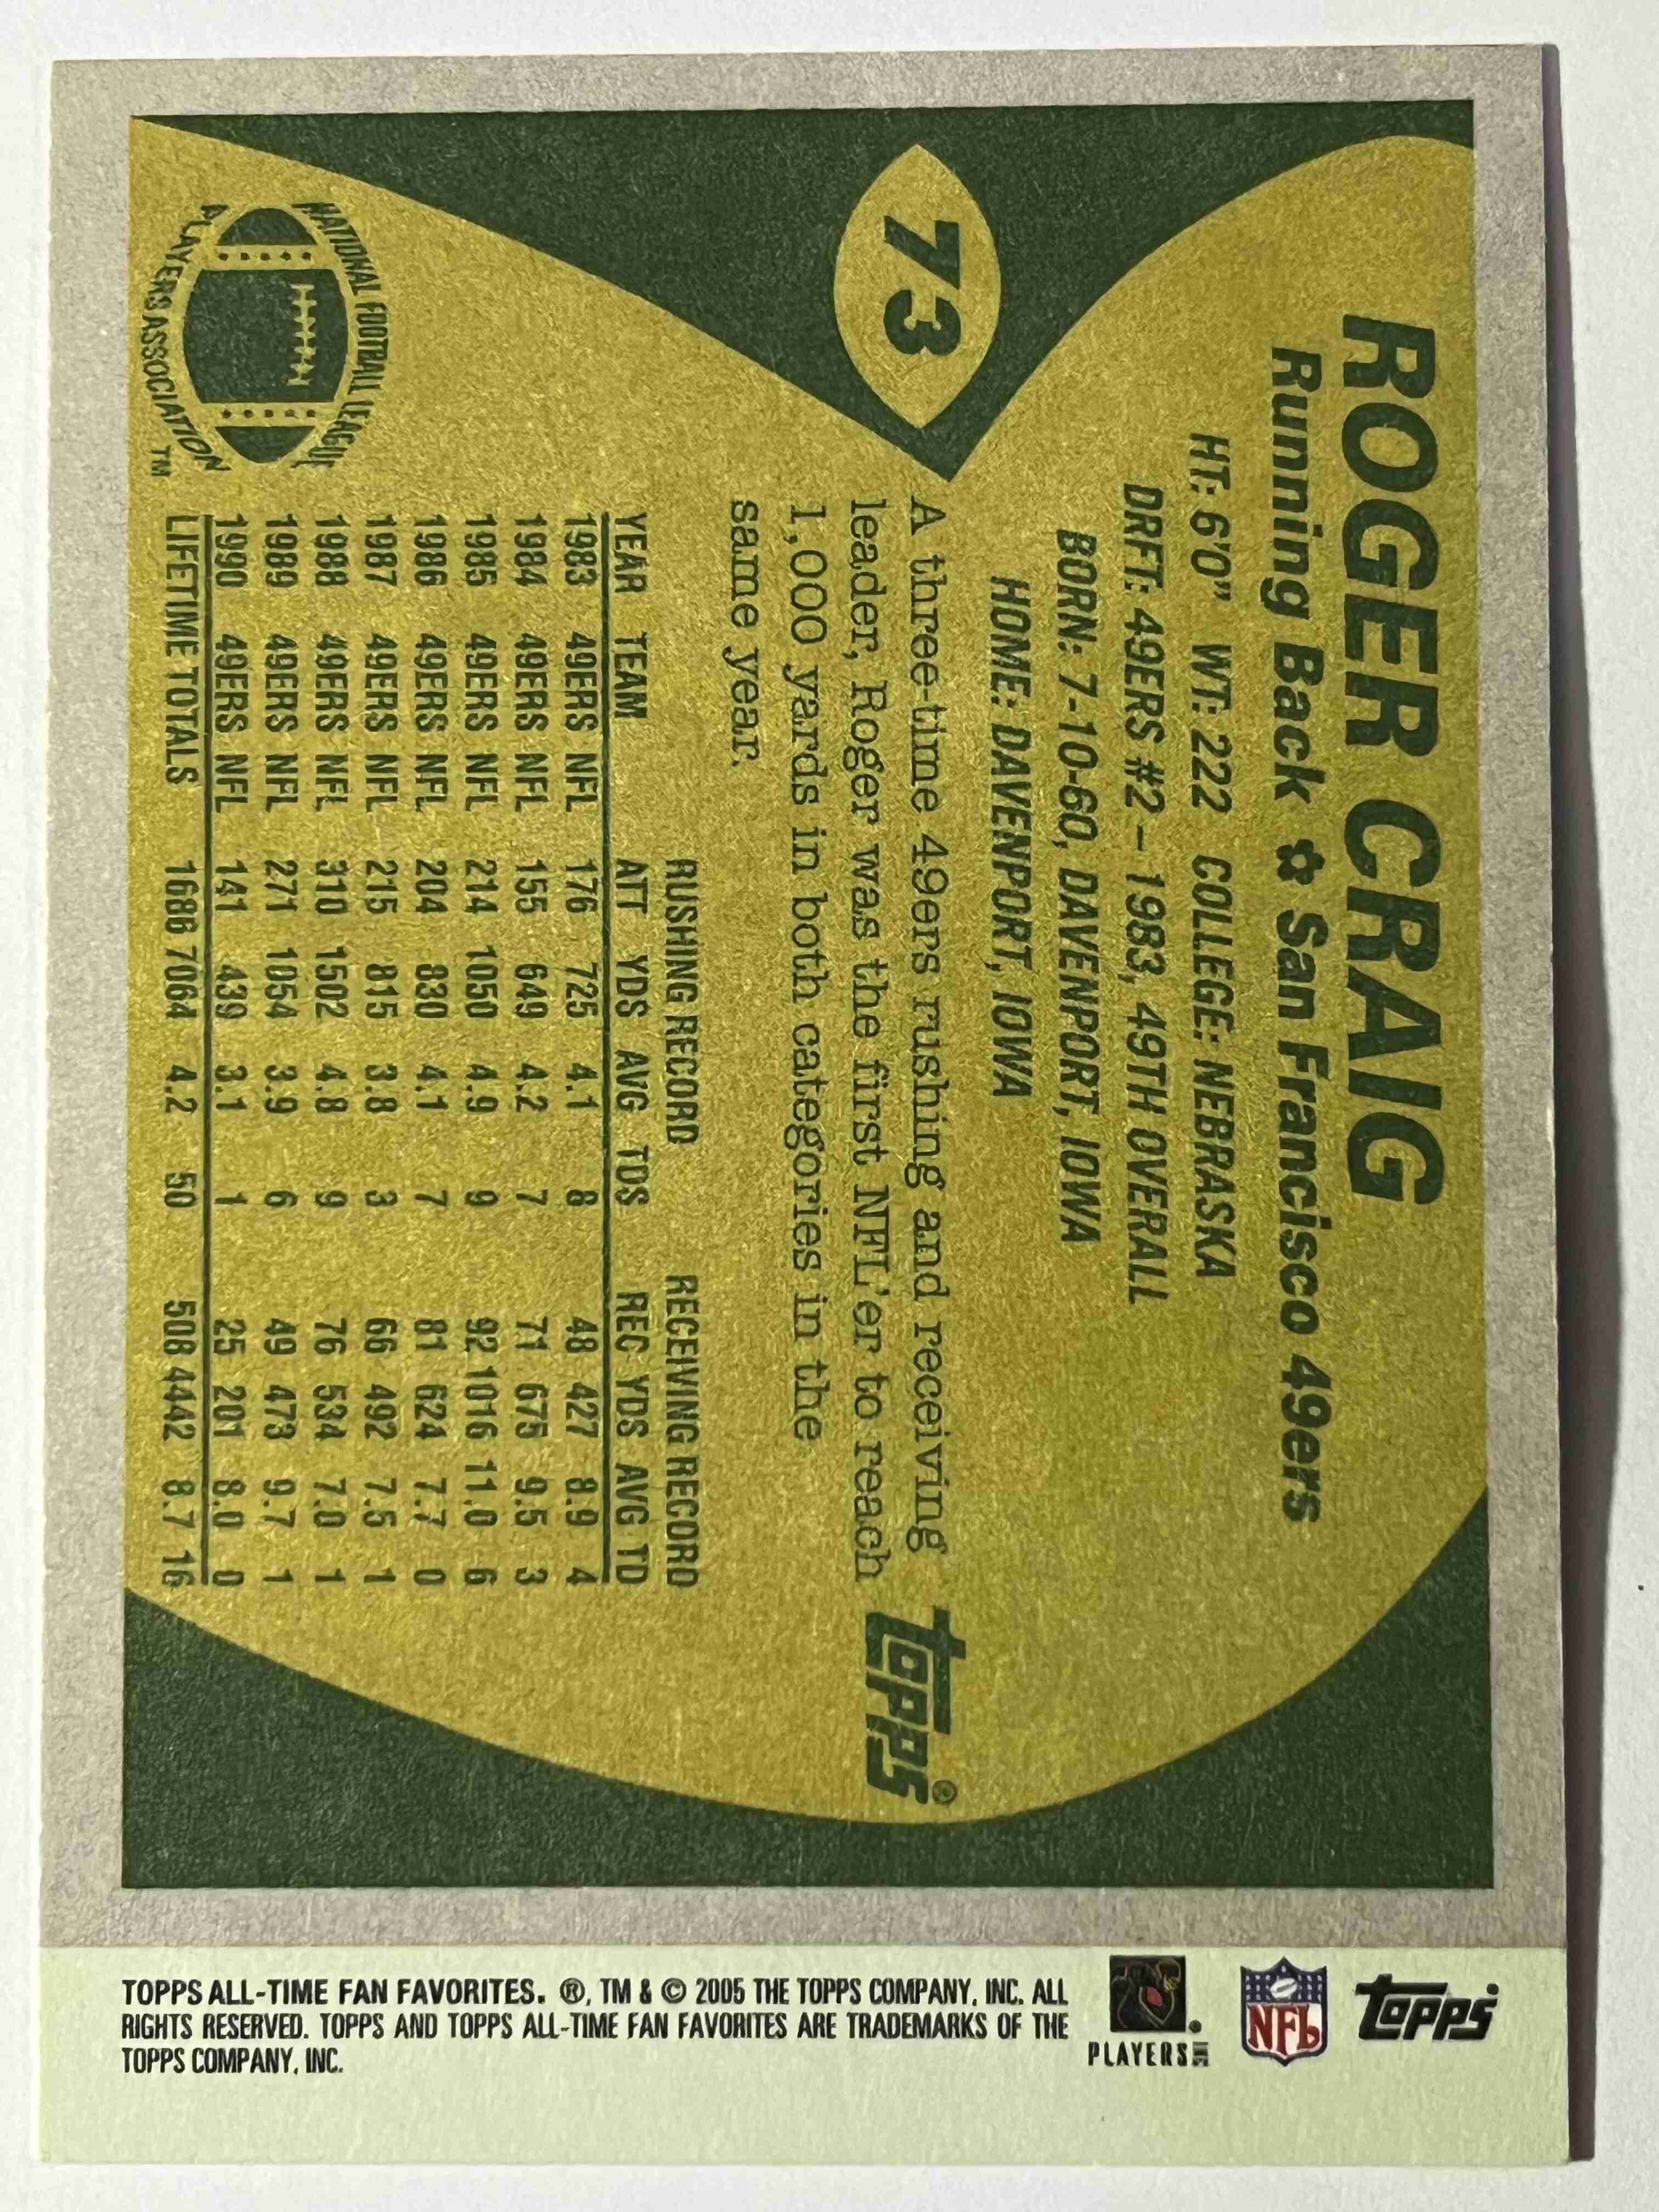 ROGER CRAIG
Running Back ✽ San Francisco 49ers
HT: 6'0" WT: 222 COLLEGE: NEBRASKA
DRFT: 49ERS #2 – 1983, 49TH OVERALL
BORN: 7-10-60, DAVENPORT, IOWA
HOME: DAVENPORT, IOWA
73
A three-time 49ers rushing and receiving
leader, Roger was the first NFL'er to reach
1,000 yards in both categories in the
same year.
topps®
RUSHING RECORD RECEIVING RECORD
YEAR TEAM ATT YDS AVG TDS REC YDS AVG TD
1983 49ERS NFL 176 725 4.1 8 48 427 8.9 4
1984 49ERS NFL 155 649 4.2 7 71 675 9.5 3
1985 49ERS NFL 214 1050 4.9 9 92 1016 11.0 6
1986 49ERS NFL 204 830 4.1 7 81 624 7.7 0
1987 49ERS NFL 215 815 3.8 3 66 492 7.5 1
1988 49ERS NFL 310 1502 4.8 9 76 534 7.0 1
1989 49ERS NFL 271 1054 3.9 6 49 473 9.7 1
1990 49ERS NFL 141 439 3.1 1 25 201 8.0 0
LIFETIME TOTALS 1686 7064 4.2 50 508 4442 8.7 16
NATIONAL FOOTBALL LEAGUE
PLAYERS ASSOCIATION TM
TOPPS ALL-TIME FAN FAVORITES. ®, TM & © 2005 THE TOPPS COMPANY, INC. ALL
RIGHTS RESERVED. TOPPS AND TOPPS ALL-TIME FAN FAVORITES ARE TRADEMARKS OF THE
TOPPS COMPANY, INC.
PLAYERS INC
NFL
topps